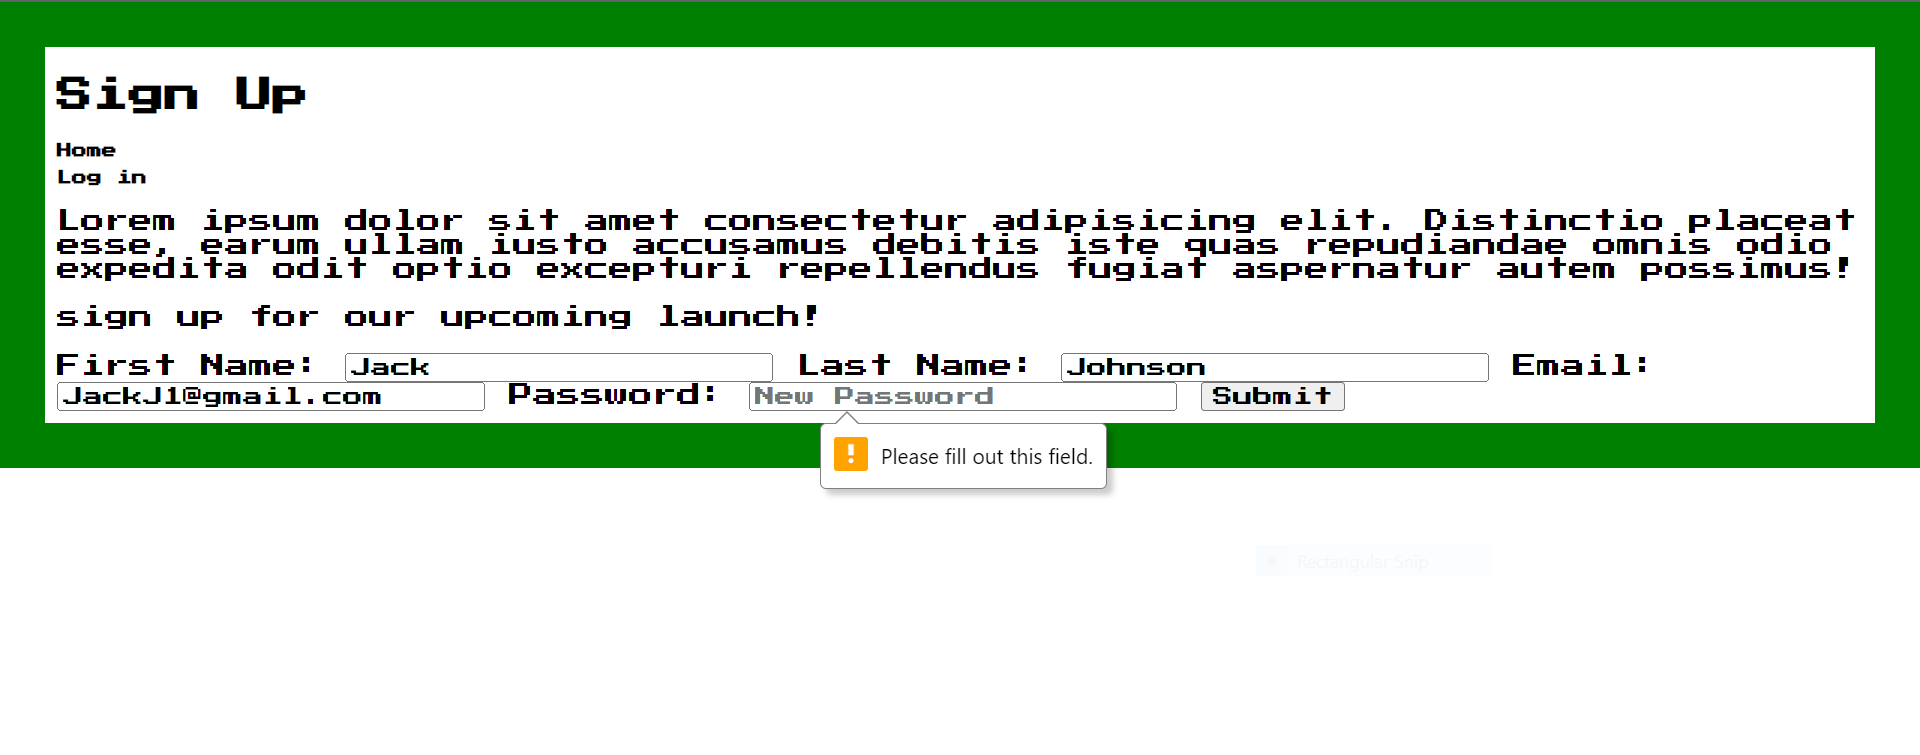 Sign Up
Home
Log in
Lorem ipsum dolor sit amet consectetur adipisicing elit. Distinctio placeat
esse, earum ullam iusto accusamus debitis iste quas repudiandae omnis odio
expedita odit optio excepturi repellendus fugiat aspernatur autem possimus!
sign up for our upcoming launch!
First Name: Jack Last Name: Johnson Email:
JackJ1@gmail.com Password: New Password Submit
! Please fill out this field.
Rectangular Snip